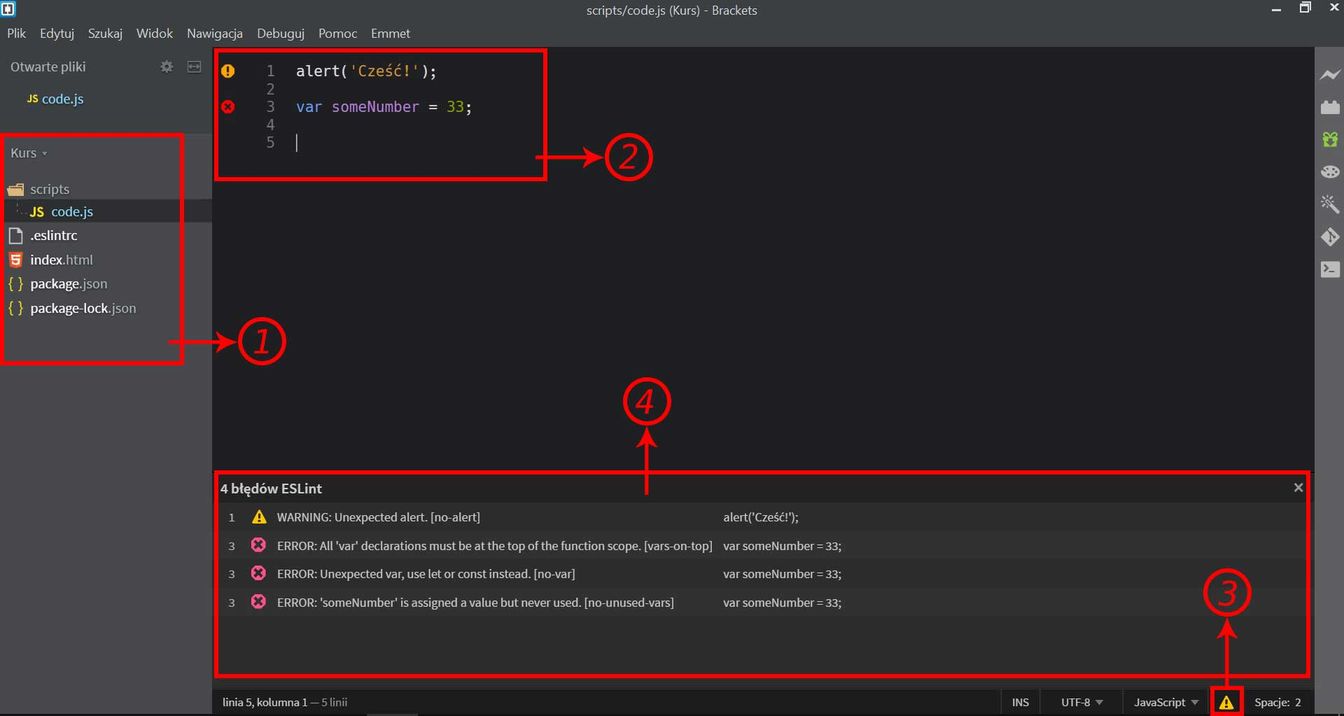 scripts/code.js (Kurs) - Brackets
Plik Edytuj Szukaj Widok Nawigacja Debuguj Pomoc Emmet
Otwarte pliki
JS code.js
Kurs
scripts
JS code.js
.eslintrc
5 index.html
{ } package.json
{ } package-lock.json
1
1 alert('Cześć!');
2
3 var someNumber = 33;
4
5
2
4
4 błędów ESLint
1 WARNING: Unexpected alert. [no-alert] alert('Cześć!');
3 ERROR: All 'var' declarations must be at the top of the function scope. [vars-on-top] var someNumber = 33;
3 ERROR: Unexpected var, use let or const instead. [no-var] var someNumber = 33;
3 ERROR: 'someNumber' is assigned a value but never used. [no-unused-vars] var someNumber = 33;
3
linia 5, kolumna 1 — 5 linii INS UTF-8 JavaScript Spacje: 2